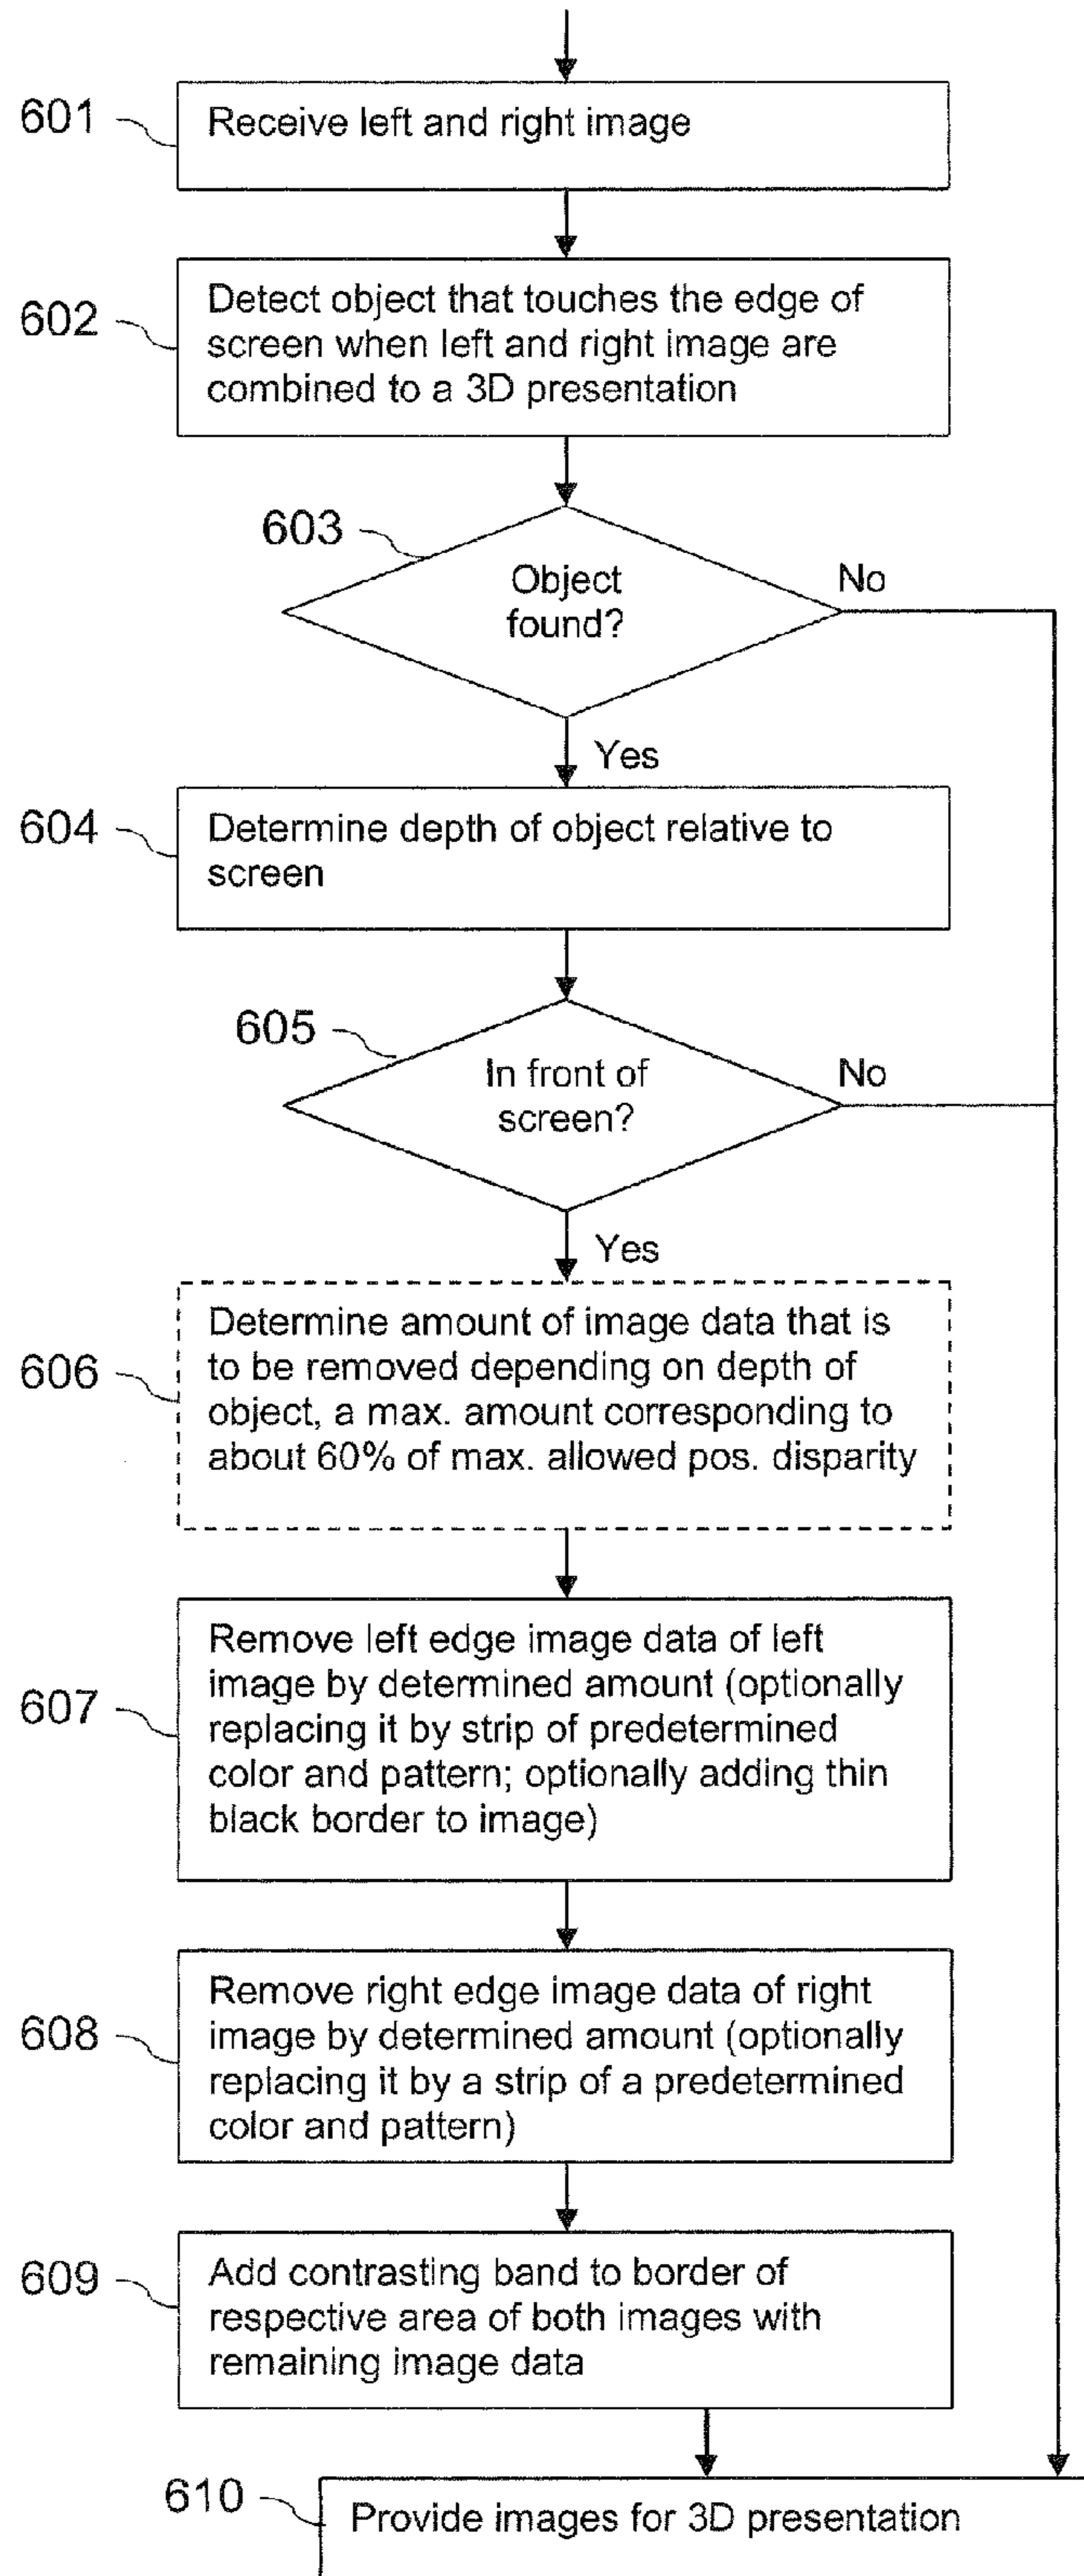 601
Receive left and right image
602
Detect object that touches the edge of
screen when left and right image are
combined to a 3D presentation
603
Object
found?
No
Yes
604
Determine depth of object relative to
screen
605
In front of
screen?
No
Yes
606
Determine amount of image data that is
to be removed depending on depth of
object, a max. amount corresponding to
about 60% of max. allowed pos. disparity
607
Remove left edge image data of left
image by determined amount (optionally
replacing it by strip of predetermined
color and pattern; optionally adding thin
black border to image)
608
Remove right edge image data of right
image by determined amount (optionally
replacing it by a strip of a predetermined
color and pattern)
609
Add contrasting band to border of
respective area of both images with
remaining image data
610
Provide images for 3D presentation